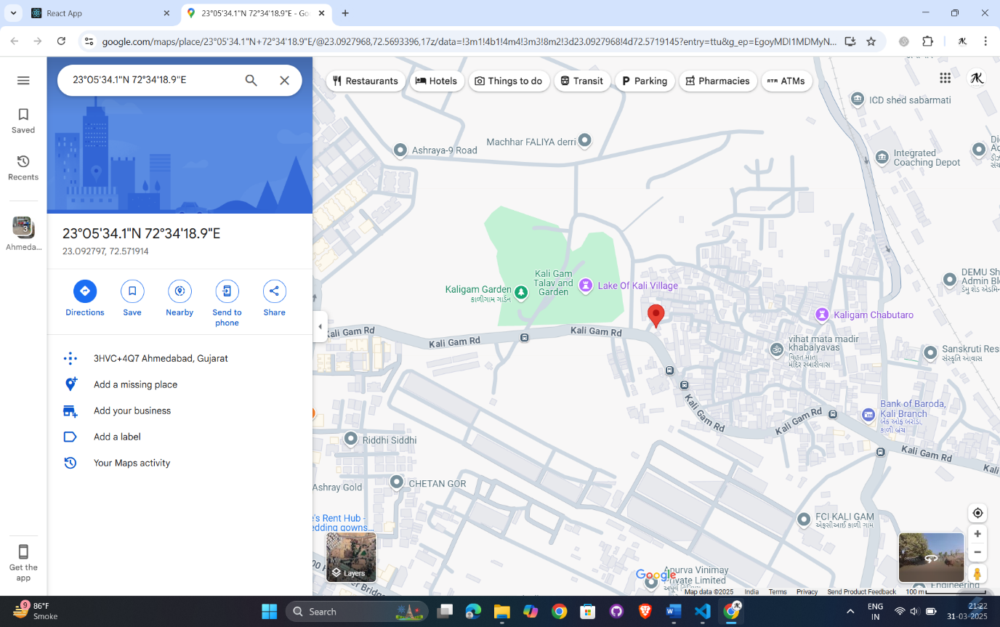 React App
23°05'34.1"N 72°34'18.9"E - Go
google.com/maps/place/23°05'34.1"N+72°34'18.9"E/@23.0927968,72.5693396,17z/data=!3m1!4b1!4m4!3m3!8m2!3d23.0927968!4d72.5719145?entry=ttu&g_ep=EgoyMDI1MDMyN...
23°05'34.1"N 72°34'18.9"E
Saved
Recents
3
Ahmeda...
Get the
app
23°05'34.1"N 72°34'18.9"E
23.092797, 72.571914
Directions
Save
Nearby
Send to
phone
Share
3HVC+4Q7 Ahmedabad, Gujarat
Add a missing place
Add your business
Add a label
Your Maps activity
Restaurants
Hotels
Things to do
Transit
Parking
Pharmacies
ATM ATMs
ICD shed sabarmati
Machhar FALIYA derri
Ashraya-9 Road
Integrated
Coaching Depot
Kali Gam
Talav and
Garden
Lake Of Kali Village
Kaligam Garden
કાળીગામ ગાર્ડન
DEMU Sh
Admin Blo
ડેમુ શેડ એડમિન
Kaligam Chabutaro
Kali Gam Rd
Kali Gam Rd
Kali Gam Rd
vihat mata madir
khabalyavas
વિહત માતા
મંદિર રબારીવાસ
Sanskruti Res
સંસ્કૃતિ આવાસ
Kali Gam Rd
Kali Gam Rd
Bank of Baroda,
Kali Branch
બેંક ઓફ બરોડા,
કાળી બ્રાંચ
Kali Gam Rd
Kali
Riddhi Siddhi
Ashray Gold
CHETAN GOR
e's Rent Hub -
edding gowns...
FCI KALI GAM
એફસીઆઈ કાળી ગામ
Apurva Vinimay
Private Limited
Engineering
Layers
Google
Map data ©2025
India
Terms
Privacy
Send Product Feedback
100 m
9
86°F
Smoke
Search
ENG
IN
21:22
31-03-2025